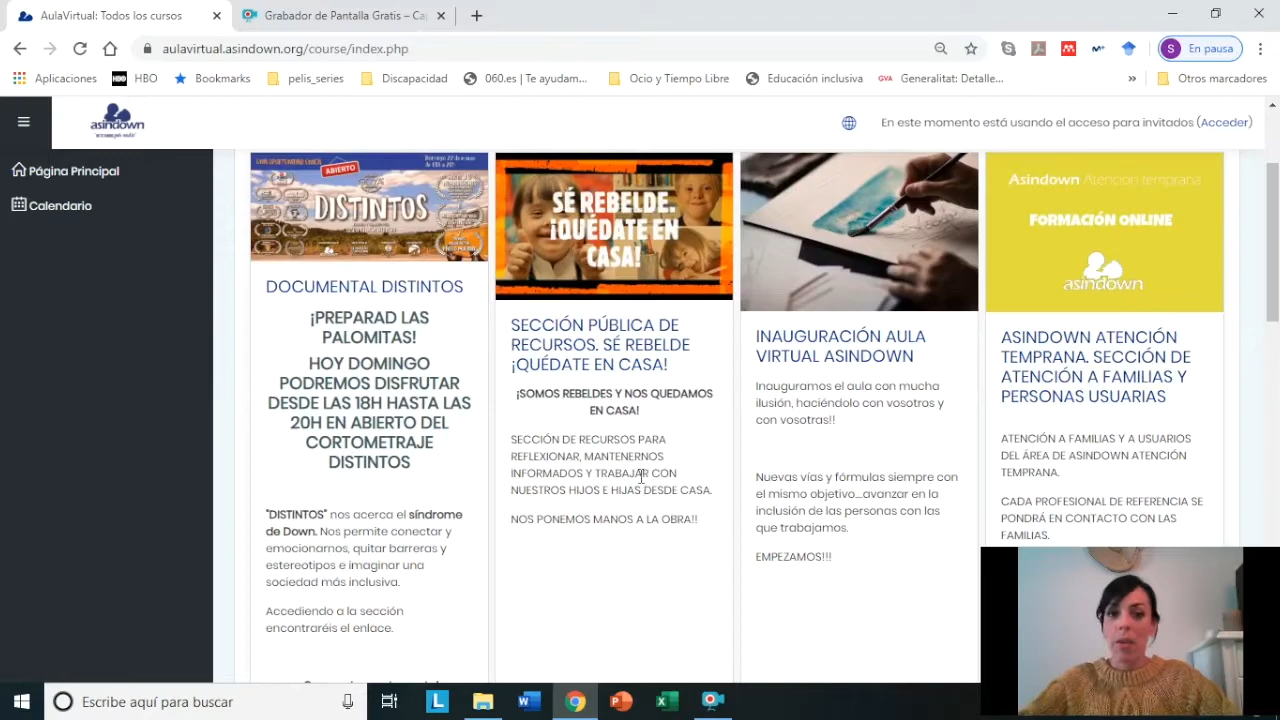 AulaVirtual: Todos los cursos
Grabador de Pantalla Gratis – Ca
aulavirtual.asindown.org/course/index.php
S En pausa
Aplicaciones
HBO HBO
Bookmarks
pelis_series
Discapacidad
060.es | Te ayudam...
Ocio y Tiempo Libre
Educación inclusiva
GVA Generalitat: Detalle...
»
Otros marcadores
asindown
En este momento está usando el acceso para invitados (Acceder)
Página Principal
Calendario
ABIERTO
DISTINTOS
DOCUMENTAL DISTINTOS
¡PREPARAD LAS
PALOMITAS!
HOY DOMINGO
PODREMOS DISFRUTAR
DESDE LAS 18H HASTA LAS
20H EN ABIERTO DEL
CORTOMETRAJE
DISTINTOS
"DISTINTOS" nos acerca el síndrome
de Down. Nos permite conectar y
emocionarnos, quitar barreras y
estereotipos e imaginar una
sociedad más inclusiva.
Accediendo a la sección
encontraréis el enlace.
SÉ REBELDE.
¡QUÉDATE EN
CASA!
SECCIÓN PÚBLICA DE
RECURSOS. SÉ REBELDE
¡QUÉDATE EN CASA!
¡SOMOS REBELDES Y NOS QUEDAMOS
EN CASA!
SECCIÓN DE RECURSOS PARA
REFLEXIONAR, MANTENERNOS
INFORMADOS Y TRABAJAR CON
NUESTROS HIJOS E HIJAS DESDE CASA.
NOS PONEMOS MANOS A LA OBRA!!
INAUGURACIÓN AULA
VIRTUAL ASINDOWN
Inauguramos el aula con mucha
ilusión, haciéndolo con vosotros y
con vosotras!!
Nuevas vías y fórmulas siempre con
el mismo objetivo....avanzar en la
inclusión de las personas con las
que trabajamos.
EMPEZAMOS!!!
Asindown Atención temprana
FORMACIÓN ONLINE
asindown
ASINDOWN ATENCIÓN
TEMPRANA. SECCIÓN DE
ATENCIÓN A FAMILIAS Y
PERSONAS USUARIAS
ATENCIÓN A FAMILIAS Y A USUARIOS
DEL ÁREA DE ASINDOWN ATENCIÓN
TEMPRANA.
CADA PROFESIONAL DE REFERENCIA SE
PONDRÁ EN CONTACTO CON LAS
FAMILIAS.
Escribe aquí para buscar